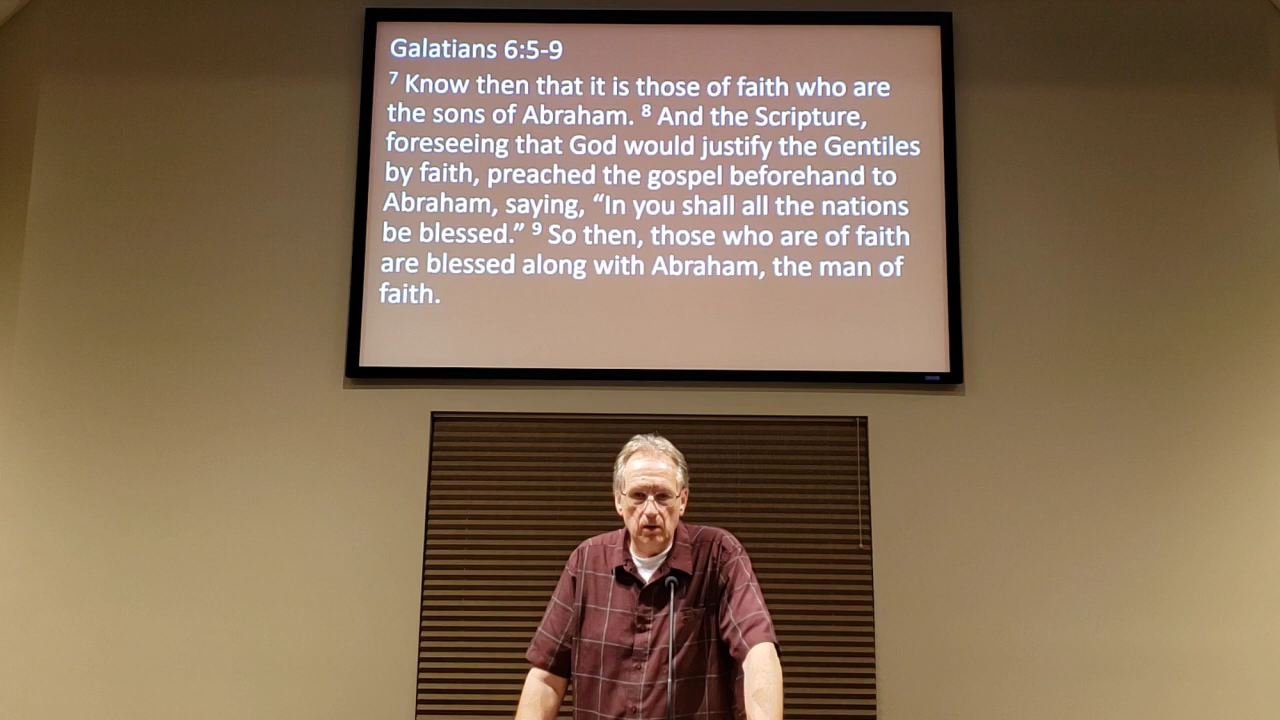 Galatians 6:5-9
⁷ Know then that it is those of faith who are
the sons of Abraham. ⁸ And the Scripture,
foreseeing that God would justify the Gentiles
by faith, preached the gospel beforehand to
Abraham, saying, “In you shall all the nations
be blessed.” ⁹ So then, those who are of faith
are blessed along with Abraham, the man of
faith.